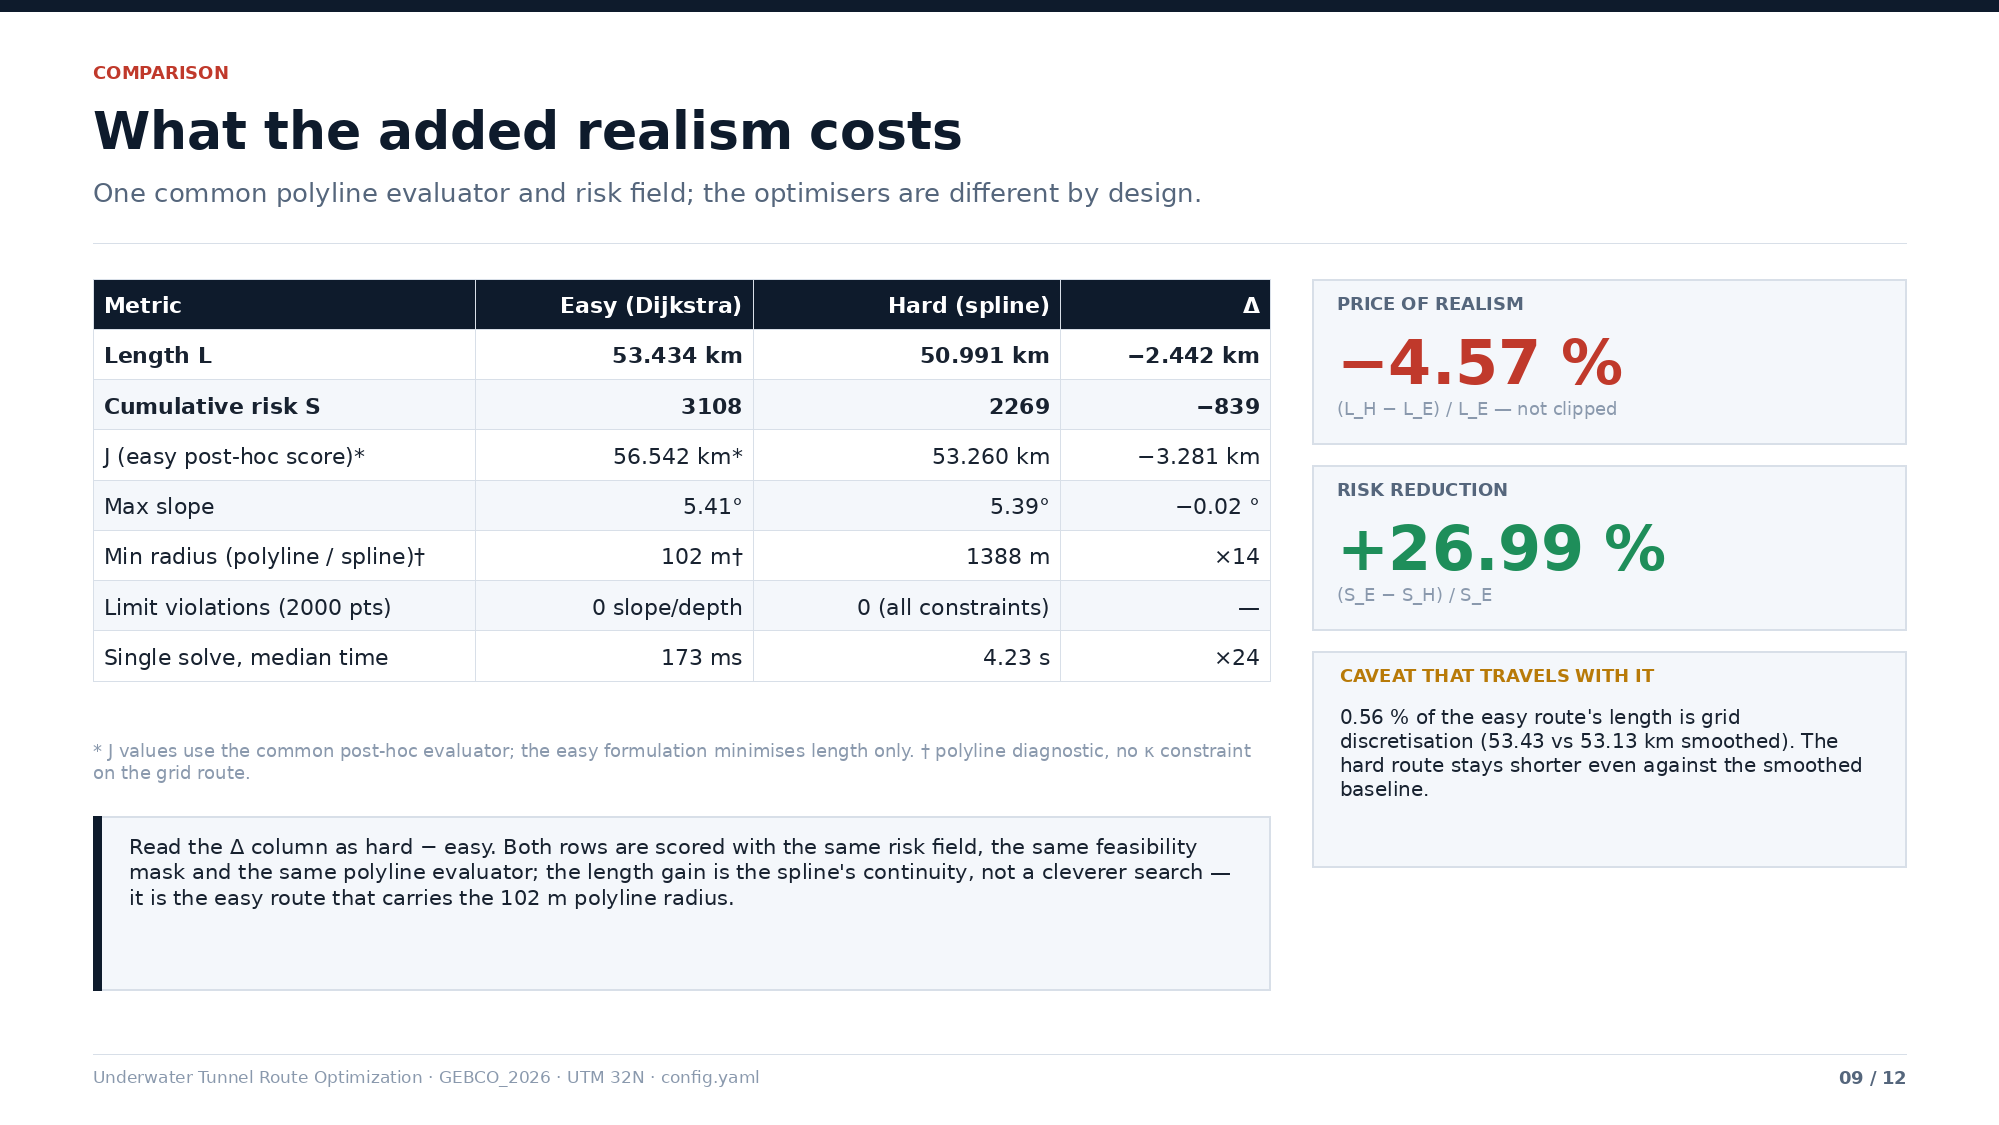 COMPARISON
What the added realism costs
One common polyline evaluator and risk field; the optimisers are different by design.
Metric Easy (Dijkstra) Hard (spline) Δ
Length L 53.434 km 50.991 km −2.442 km
Cumulative risk S 3108 2269 −839
J (easy post-hoc score)* 56.542 km* 53.260 km −3.281 km
Max slope 5.41° 5.39° −0.02 °
Min radius (polyline / spline)† 102 m† 1388 m ×14
Limit violations (2000 pts) 0 slope/depth 0 (all constraints) —
Single solve, median time 173 ms 4.23 s ×24
* J values use the common post-hoc evaluator; the easy formulation minimises length only. † polyline diagnostic, no κ constraint
on the grid route.
Read the Δ column as hard − easy. Both rows are scored with the same risk field, the same feasibility
mask and the same polyline evaluator; the length gain is the spline's continuity, not a cleverer search —
it is the easy route that carries the 102 m polyline radius.
PRICE OF REALISM
−4.57 %
(L_H − L_E) / L_E — not clipped
RISK REDUCTION
+26.99 %
(S_E − S_H) / S_E
CAVEAT THAT TRAVELS WITH IT
0.56 % of the easy route's length is grid
discretisation (53.43 vs 53.13 km smoothed). The
hard route stays shorter even against the smoothed
baseline.
Underwater Tunnel Route Optimization · GEBCO_2026 · UTM 32N · config.yaml
09 / 12